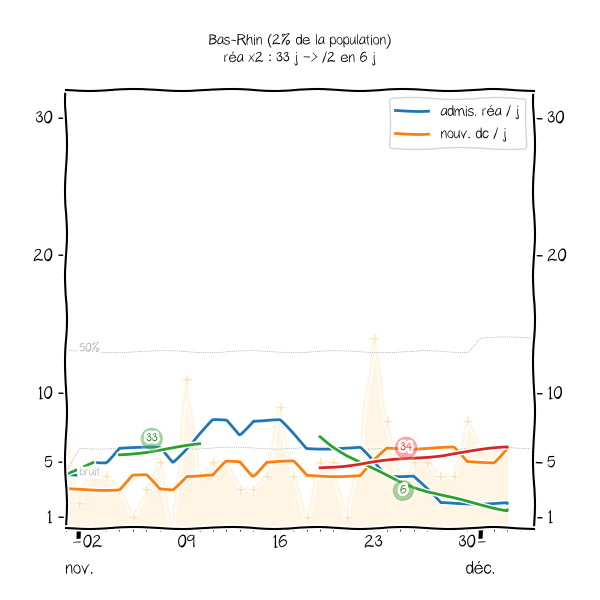 Bas-Rhin (2% de la population)
réa x2 : 33 j -> /2 en 6 j
admis. réa / j
nouv. dc / j
30
30
20
20
50%
10
10
33
34
5
bruit
5
6
1
1
02
09
16
23
30
nov.
déc.